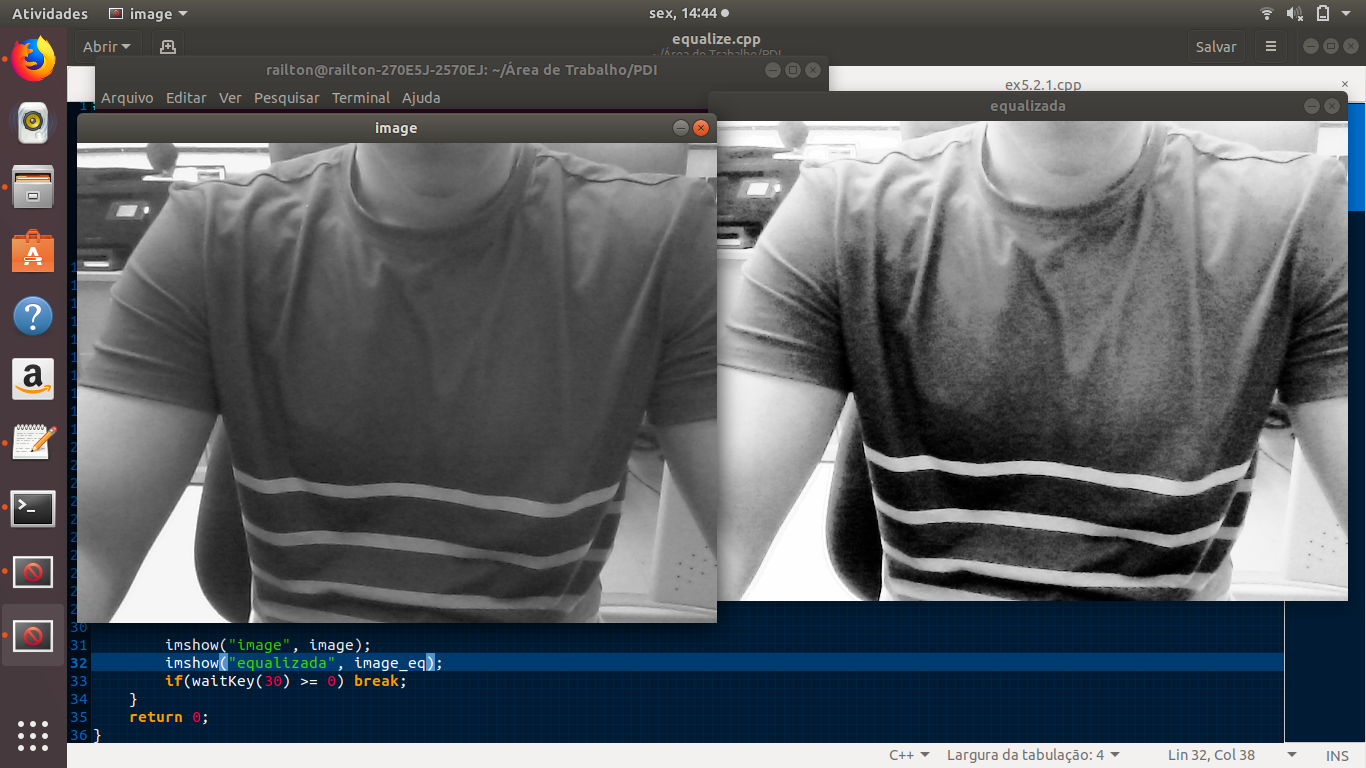 Atividades image sex, 14:44
Abrir equalize.cpp Salvar
~/Área de Trabalho/PDI
railton@railton-270E5J-2570EJ: ~/Área de Trabalho/PDI
ex5.2.1.cpp
Arquivo Editar Ver Pesquisar Terminal Ajuda
equalizada
image
30
31 imshow("image", image);
32 imshow("equalizada", image_eq);
33 if(waitKey(30) >= 0) break;
34 }
35 return 0;
36 }
C++ Largura da tabulação: 4 Lin 32, Col 38 INS